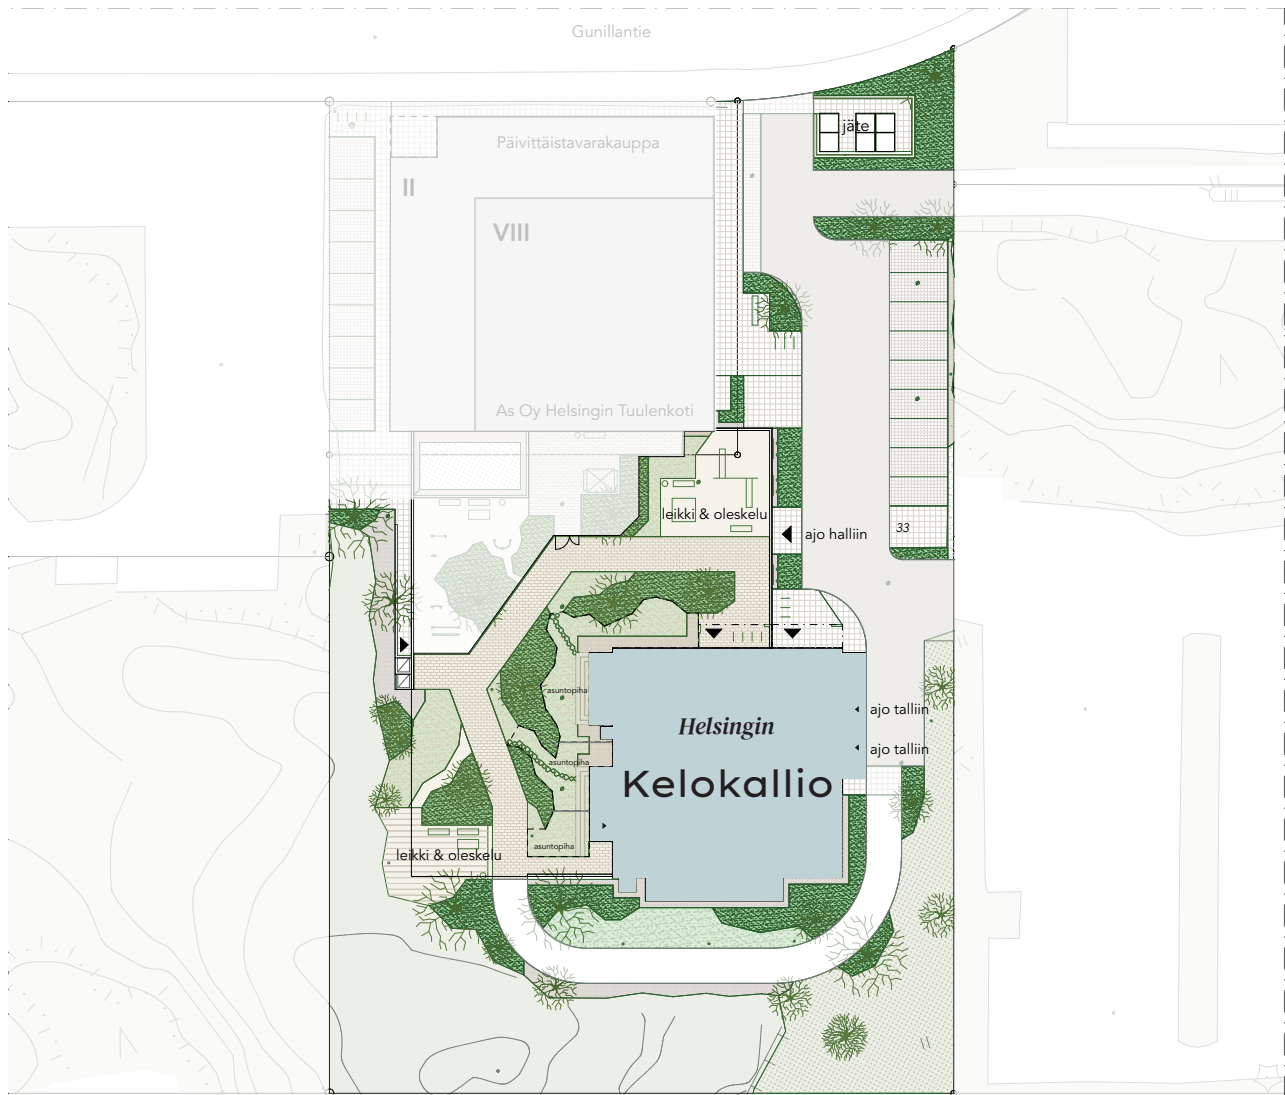 Gunillantie
jäte
Päivittäistavarakauppa
II
VIII
As Oy Helsingin Tuulenkoti
leikki & oleskelu
ajo halliin
33
asuntopiha
ajo talliin
Helsingin
ajo talliin
asuntopiha
Kelokallio
asuntopiha
leikki & oleskelu